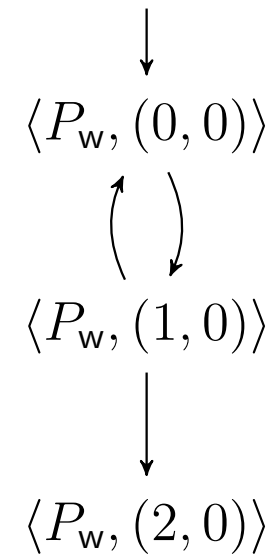 ⟨P_w, (0, 0)⟩
⟨P_w, (1, 0)⟩
⟨P_w, (2, 0)⟩